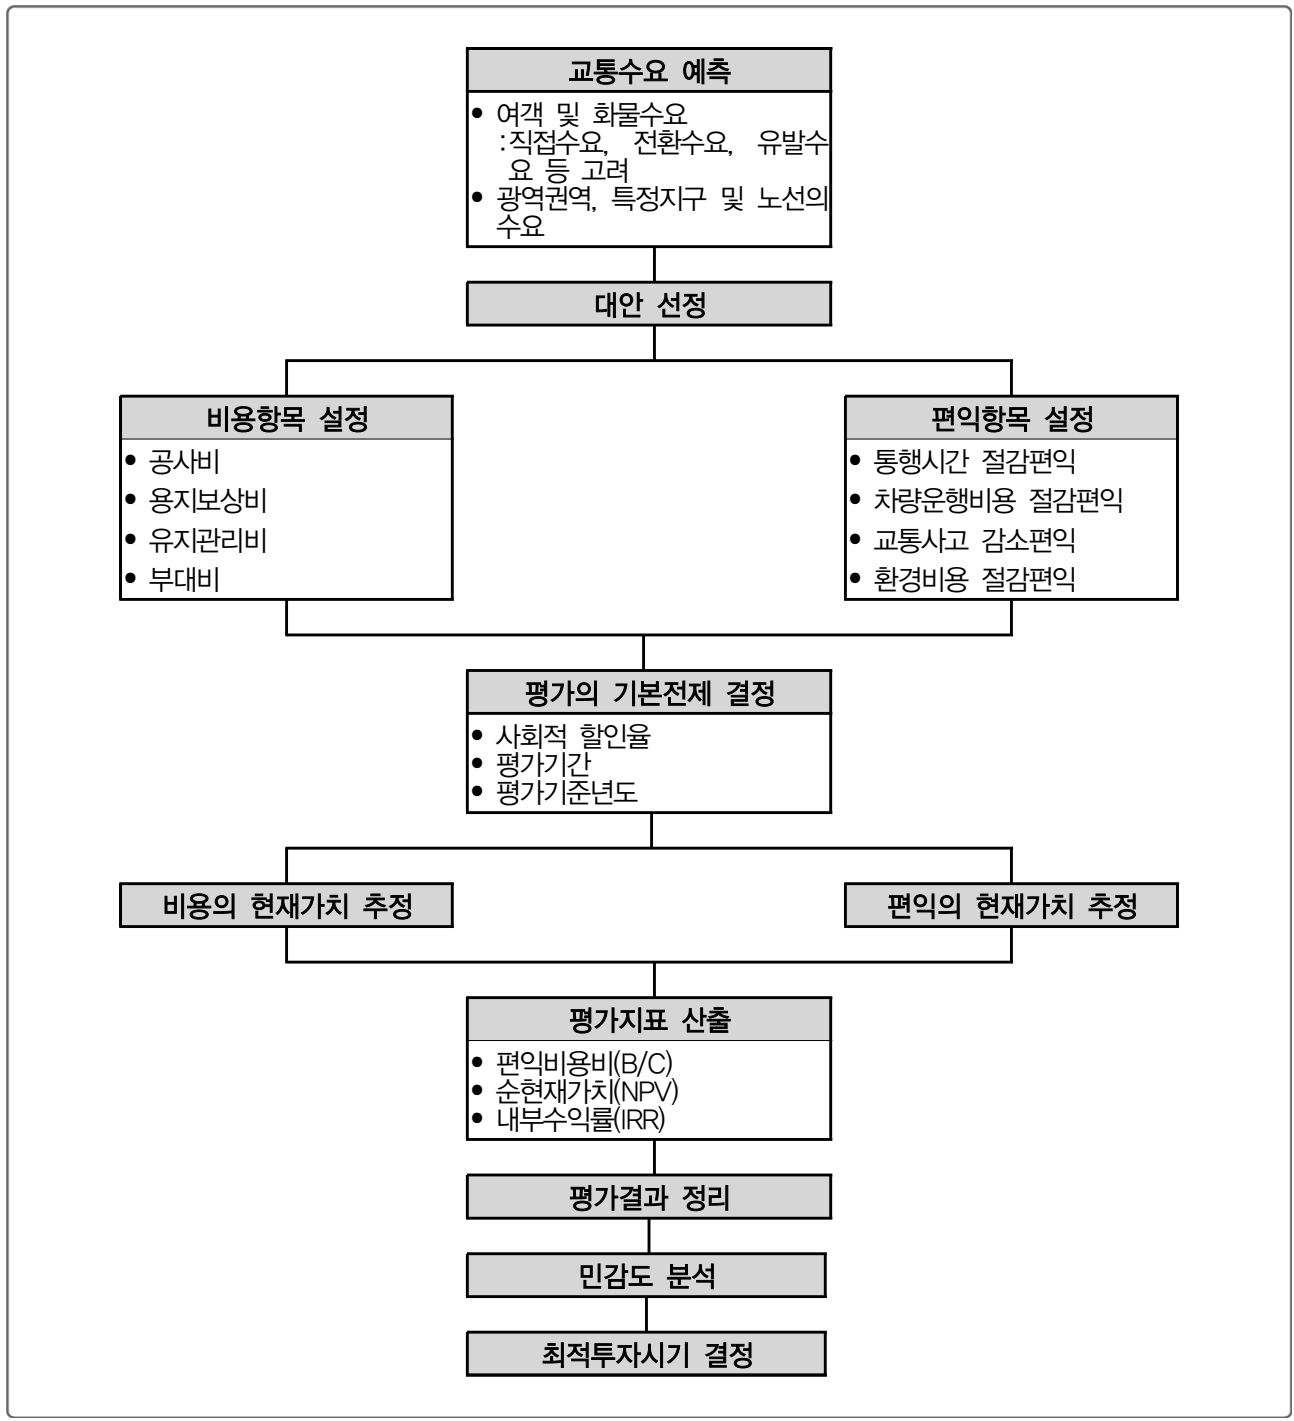 교통수요 예측
• 여객 및 화물수요
:직접수요, 전환수요, 유발수
요 등 고려
• 광역권역, 특정지구 및 노선의
수요
대안 선정
비용항목 설정
• 공사비
• 용지보상비
• 유지관리비
• 부대비
편익항목 설정
• 통행시간 절감편익
• 차량운행비용 절감편익
• 교통사고 감소편익
• 환경비용 절감편익
평가의 기본전제 결정
• 사회적 할인율
• 평가기간
• 평가기준년도
비용의 현재가치 추정
편익의 현재가치 추정
평가지표 산출
• 편익비용비(B/C)
• 순현재가치(NPV)
• 내부수익률(IRR)
평가결과 정리
민감도 분석
최적투자시기 결정